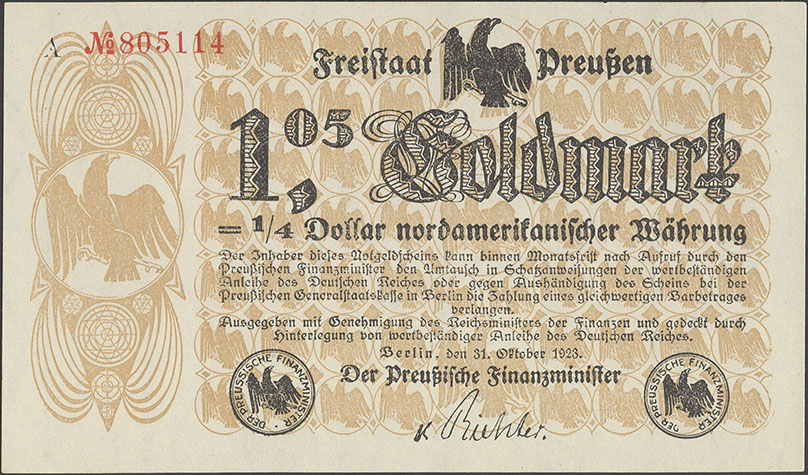 A №805114
Freistaat Preußen
1,05 Goldmark
= 1/4 Dollar nordamerikanischer Währung
Der Inhaber dieses Notgeldscheins kann binnen Monatsfrist nach Aufruf durch den
Preußischen Finanzminister den Umtausch in Schatzanweisungen der wertbeständigen
Anleihe des Deutschen Reiches oder gegen Aushändigung des Scheins bei der
Preußischen Generalstaatskasse in Berlin die Zahlung eines gleichwertigen Barbetrages
verlangen.
Ausgegeben mit Genehmigung des Reichsministers der Finanzen und gedeckt durch
Hinterlegung von wertbeständiger Anleihe des Deutschen Reiches.
Berlin, den 31. Oktober 1923.
Der Preußische Finanzminister
DER PREUSSISCHE FINANZMINISTER
Richter.
DER PREUSSISCHE FINANZMINISTER